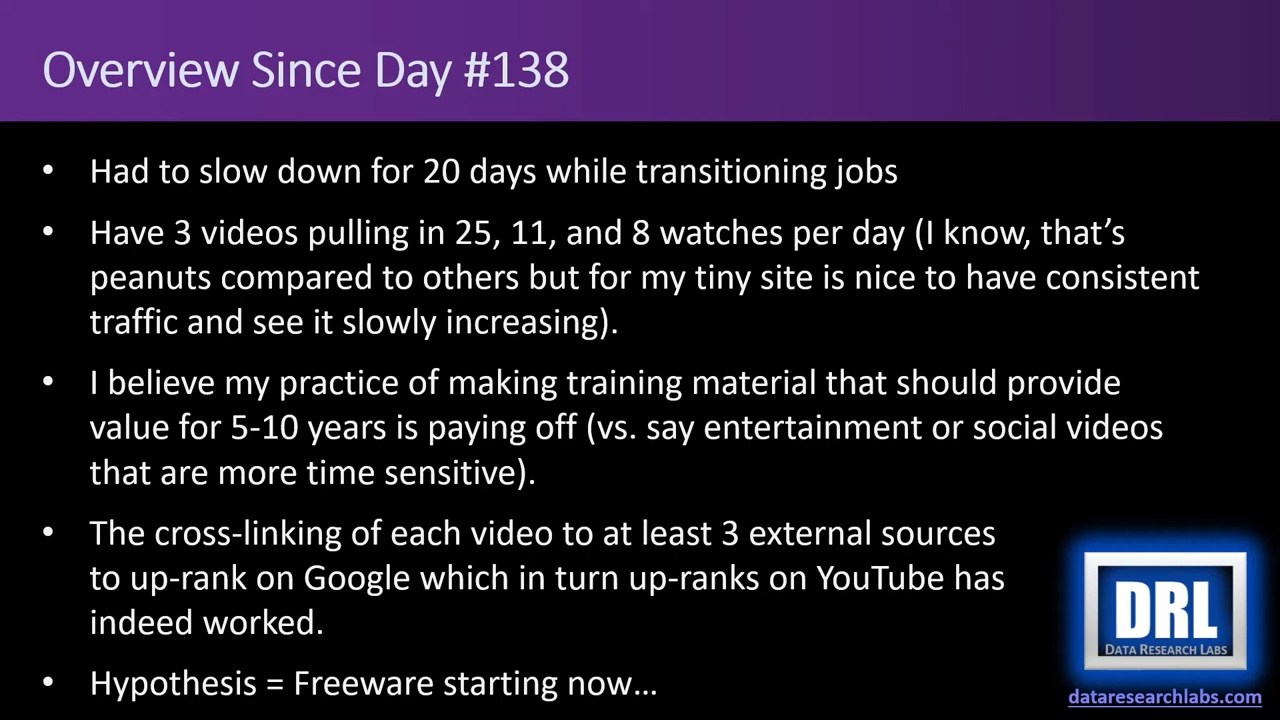 Overview Since Day #138
• Had to slow down for 20 days while transitioning jobs
• Have 3 videos pulling in 25, 11, and 8 watches per day (I know, that’s
peanuts compared to others but for my tiny site is nice to have consistent
traffic and see it slowly increasing).
• I believe my practice of making training material that should provide
value for 5-10 years is paying off (vs. say entertainment or social videos
that are more time sensitive).
• The cross-linking of each video to at least 3 external sources
to up-rank on Google which in turn up-ranks on YouTube has
indeed worked.
• Hypothesis = Freeware starting now…
DRL
DATA RESEARCH LABS
dataresearchlabs.com